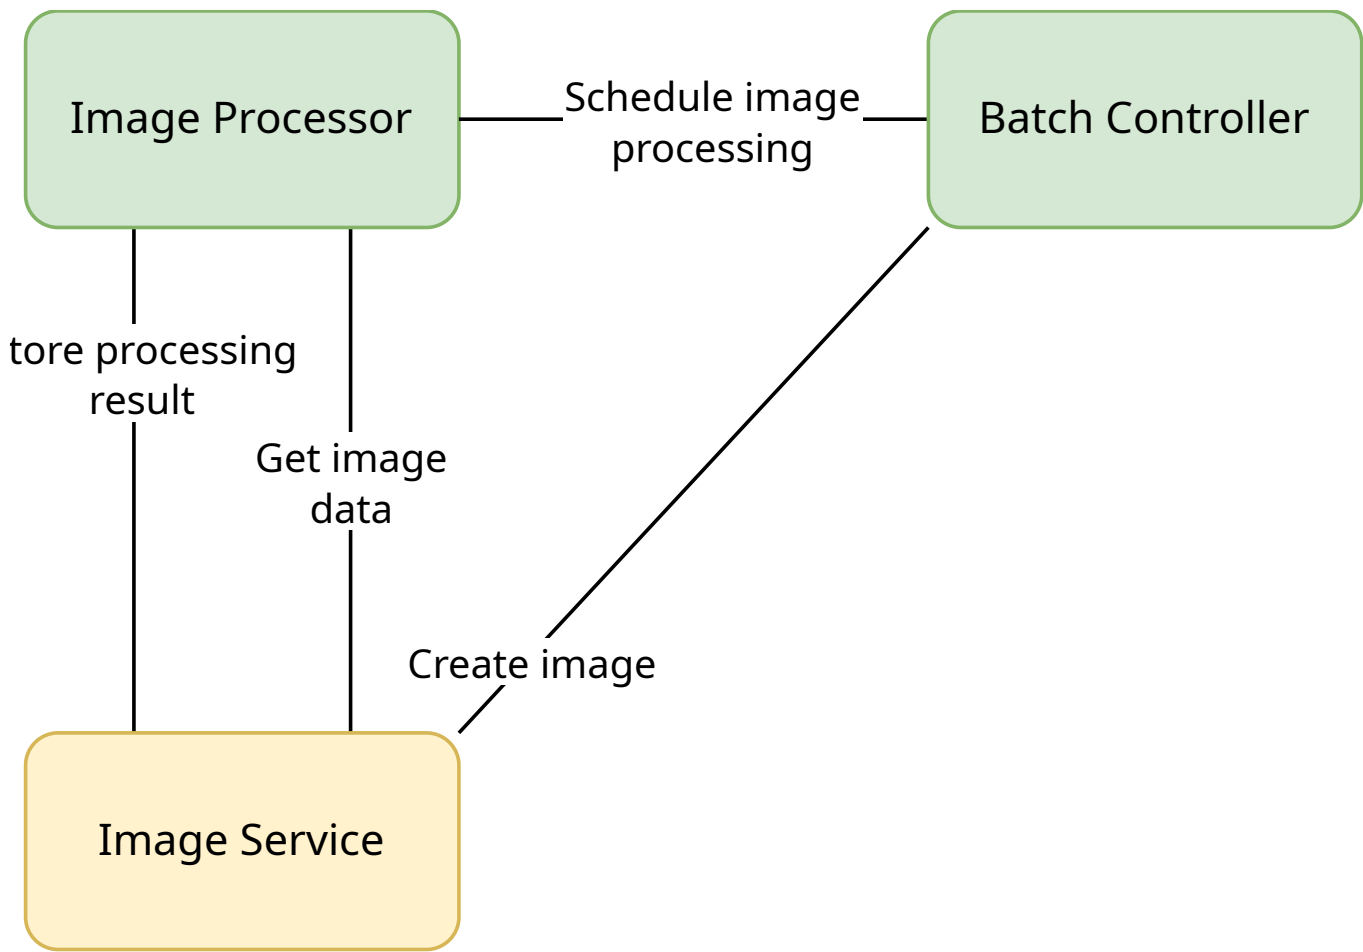 Image Processor
Schedule image
processing
Batch Controller
tore processing
result
Get image
data
Create image
Image Service